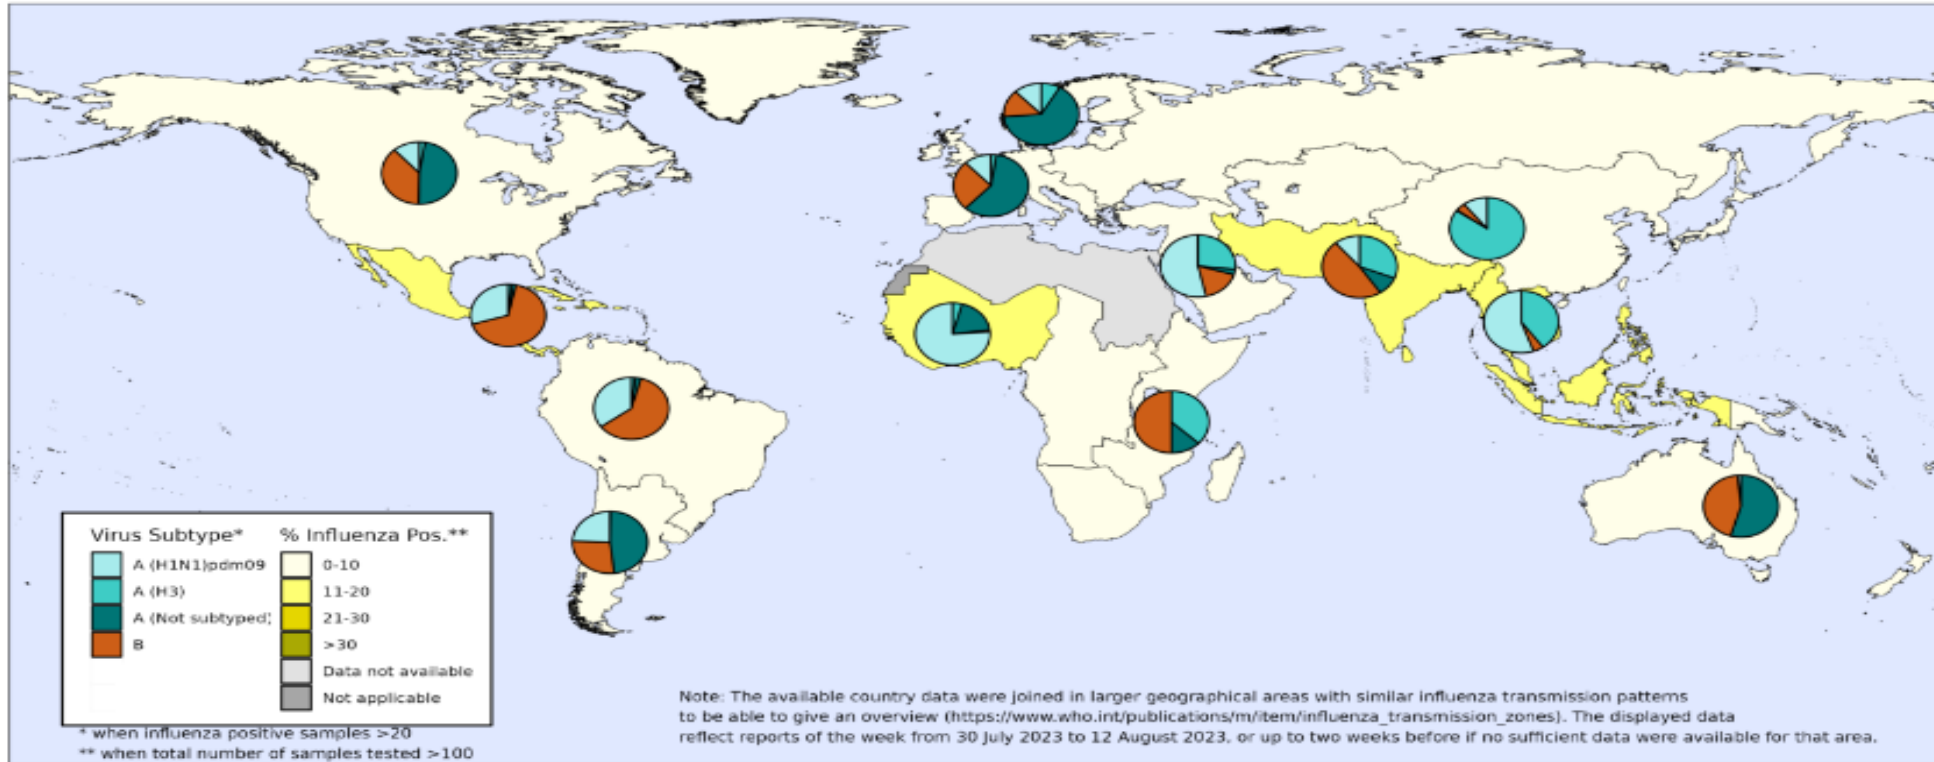 Virus Subtype* % Influenza Pos.**
A (H1N1)pdm09 0-10
A (H3) 11-20
A (Not subtyped) 21-30
B >30
Data not available
Not applicable
* when influenza positive samples >20
** when total number of samples tested >100
Note: The available country data were joined in larger geographical areas with similar influenza transmission patterns
to be able to give an overview (https://www.who.int/publications/m/item/influenza_transmission_zones). The displayed data
reflect reports of the week from 30 July 2023 to 12 August 2023, or up to two weeks before if no sufficient data were available for that area.